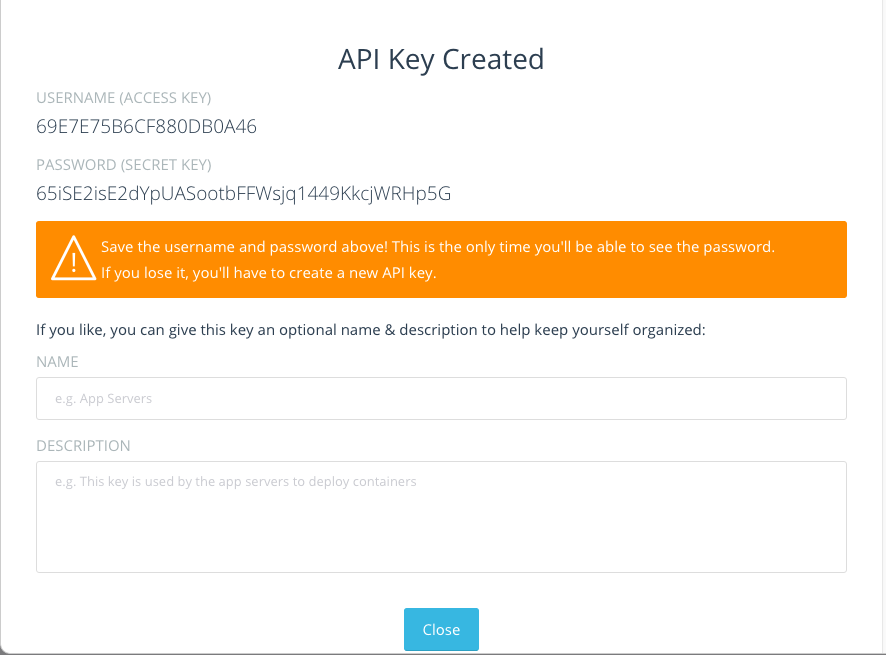 API Key Created
USERNAME (ACCESS KEY)
69E7E75B6CF880DB0A46
PASSWORD (SECRET KEY)
65iSE2isE2dYpUASootbFFWsjq1449KkcjWRHp5G
Save the username and password above! This is the only time you'll be able to see the password.
If you lose it, you'll have to create a new API key.
If you like, you can give this key an optional name & description to help keep yourself organized:
NAME
e.g. App Servers
DESCRIPTION
e.g. This key is used by the app servers to deploy containers
Close